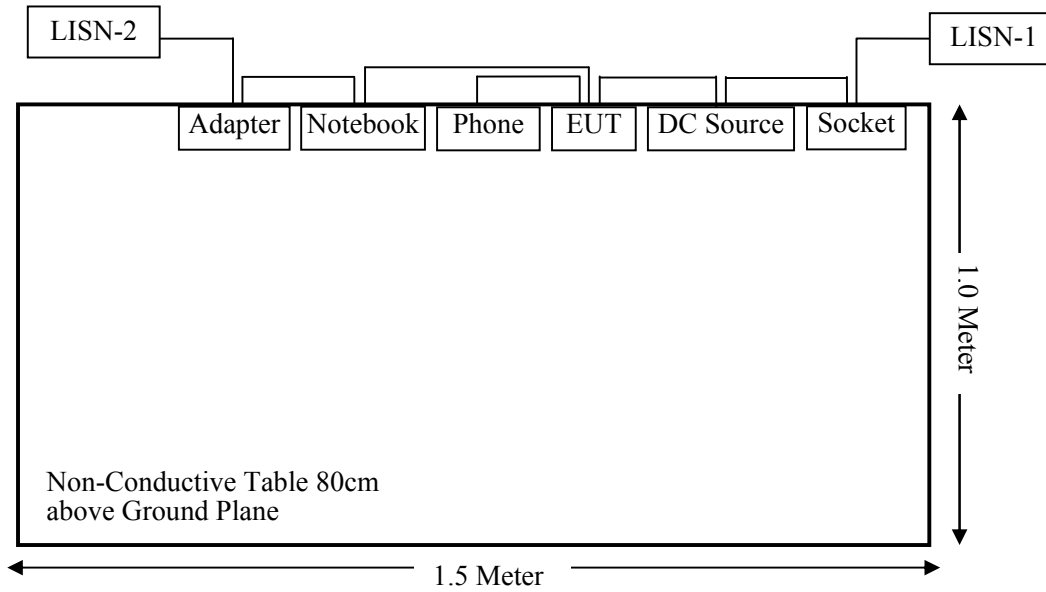 LISN-2
LISN-1
Adapter
Notebook
Phone
EUT
DC Source
Socket
1.0 Meter
Non-Conductive Table 80cm
above Ground Plane
1.5 Meter